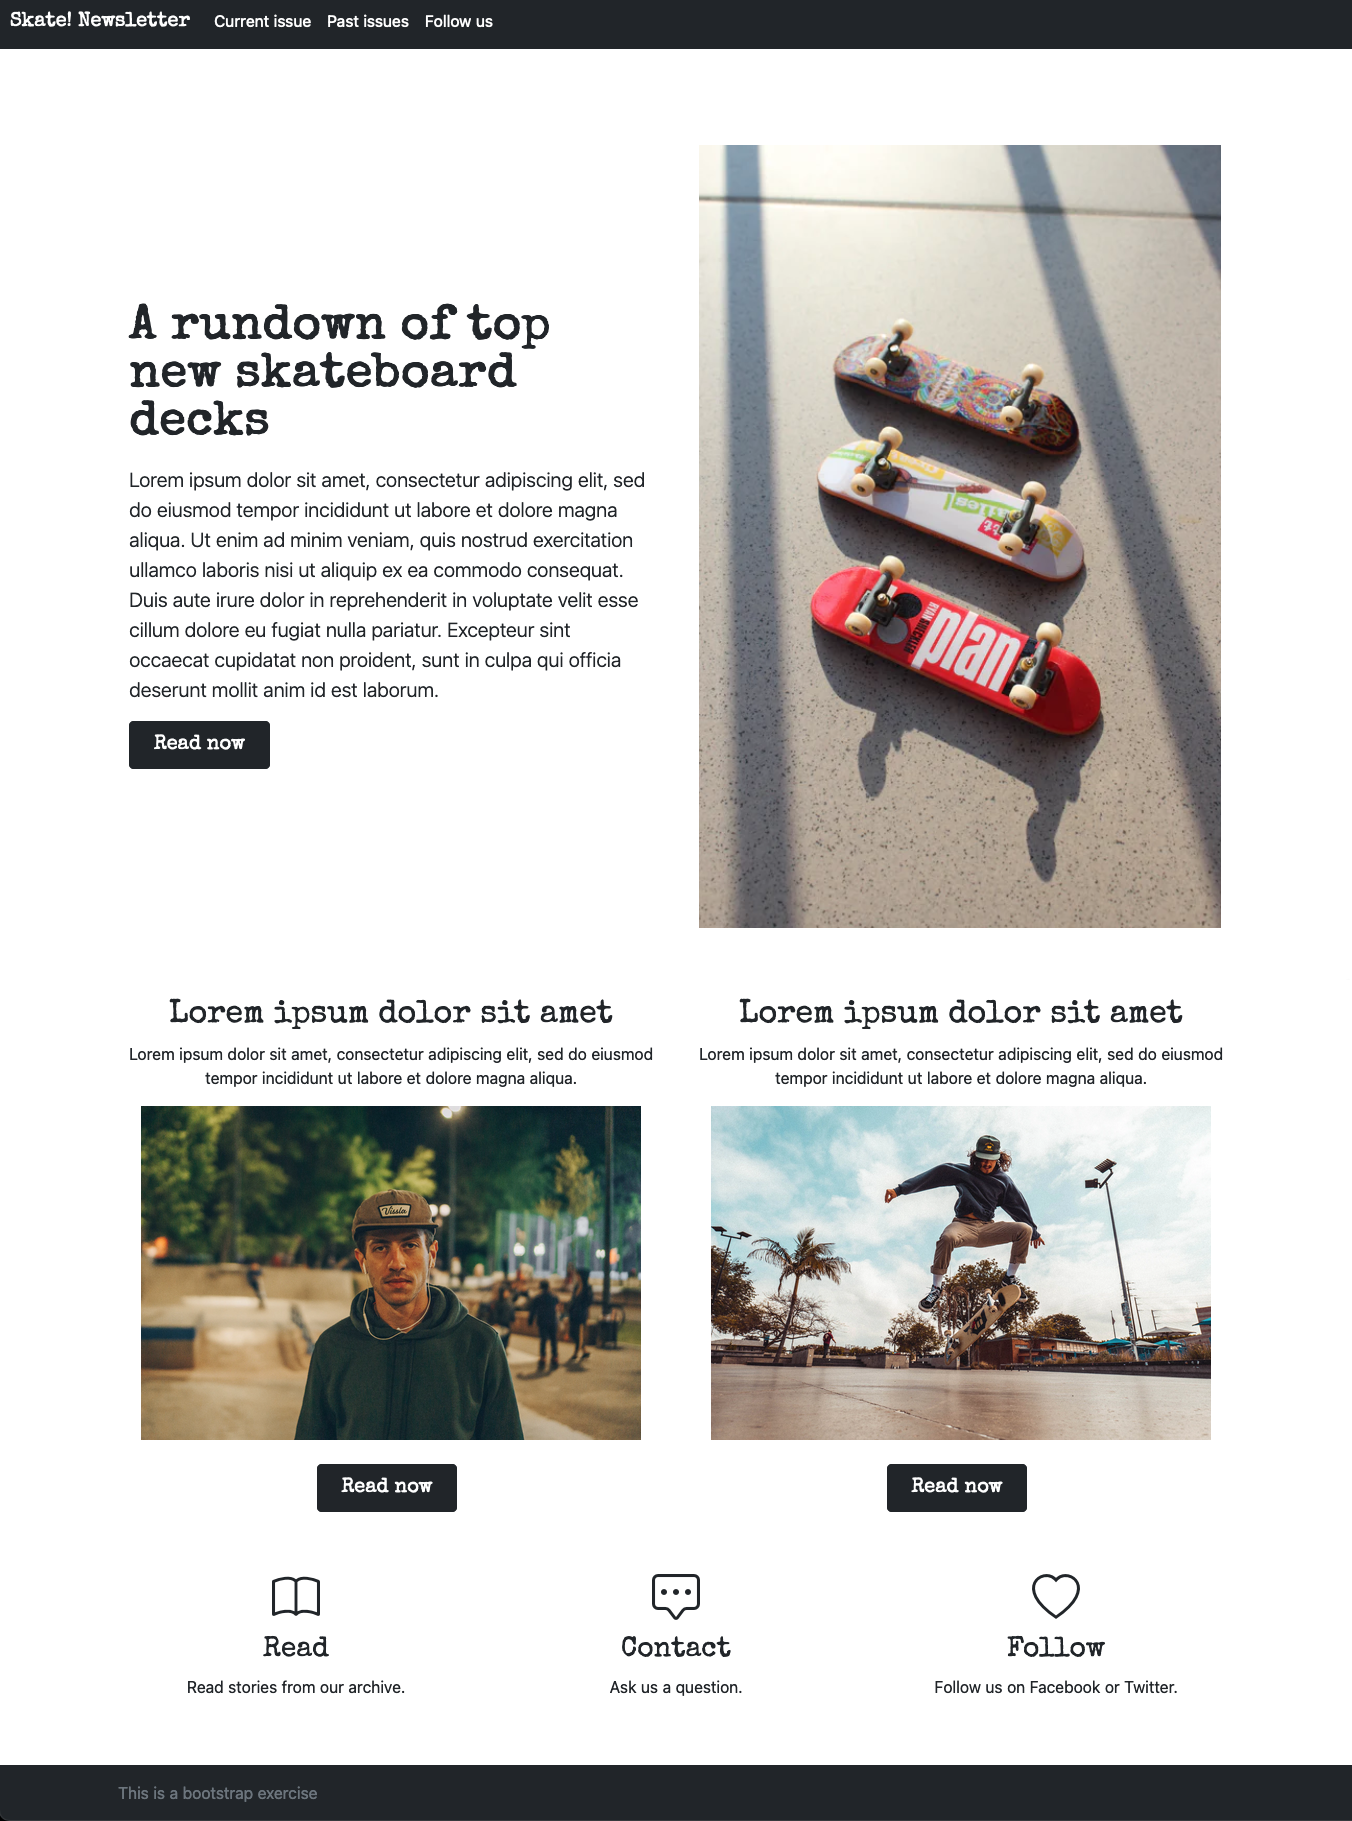 Skate! Newsletter Current issue Past issues Follow us
A rundown of top
new skateboard
decks
Lorem ipsum dolor sit amet, consectetur adipiscing elit, sed
do eiusmod tempor incididunt ut labore et dolore magna
aliqua. Ut enim ad minim veniam, quis nostrud exercitation
ullamco laboris nisi ut aliquip ex ea commodo consequat.
Duis aute irure dolor in reprehenderit in voluptate velit esse
cillum dolore eu fugiat nulla pariatur. Excepteur sint
occaecat cupidatat non proident, sunt in culpa qui officia
deserunt mollit anim id est laborum.
Read now
plan
Lorem ipsum dolor sit amet
Lorem ipsum dolor sit amet, consectetur adipiscing elit, sed do eiusmod
tempor incididunt ut labore et dolore magna aliqua.
Vissla
Read now
Lorem ipsum dolor sit amet
Lorem ipsum dolor sit amet, consectetur adipiscing elit, sed do eiusmod
tempor incididunt ut labore et dolore magna aliqua.
Read now
Read
Read stories from our archive.
Contact
Ask us a question.
Follow
Follow us on Facebook or Twitter.
This is a bootstrap exercise